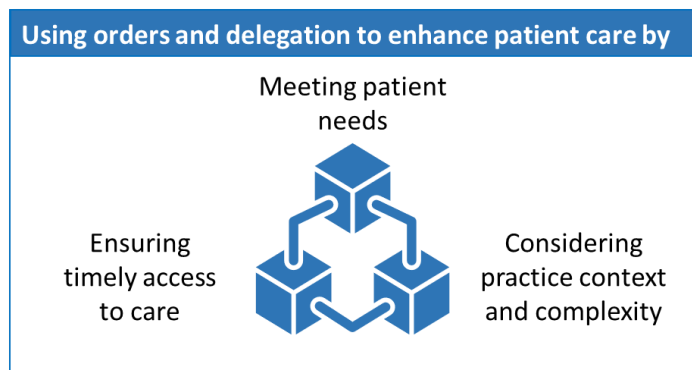 Using orders and delegation to enhance patient care by
Meeting patient
needs
Ensuring
timely access
to care
Considering
practice context
and complexity